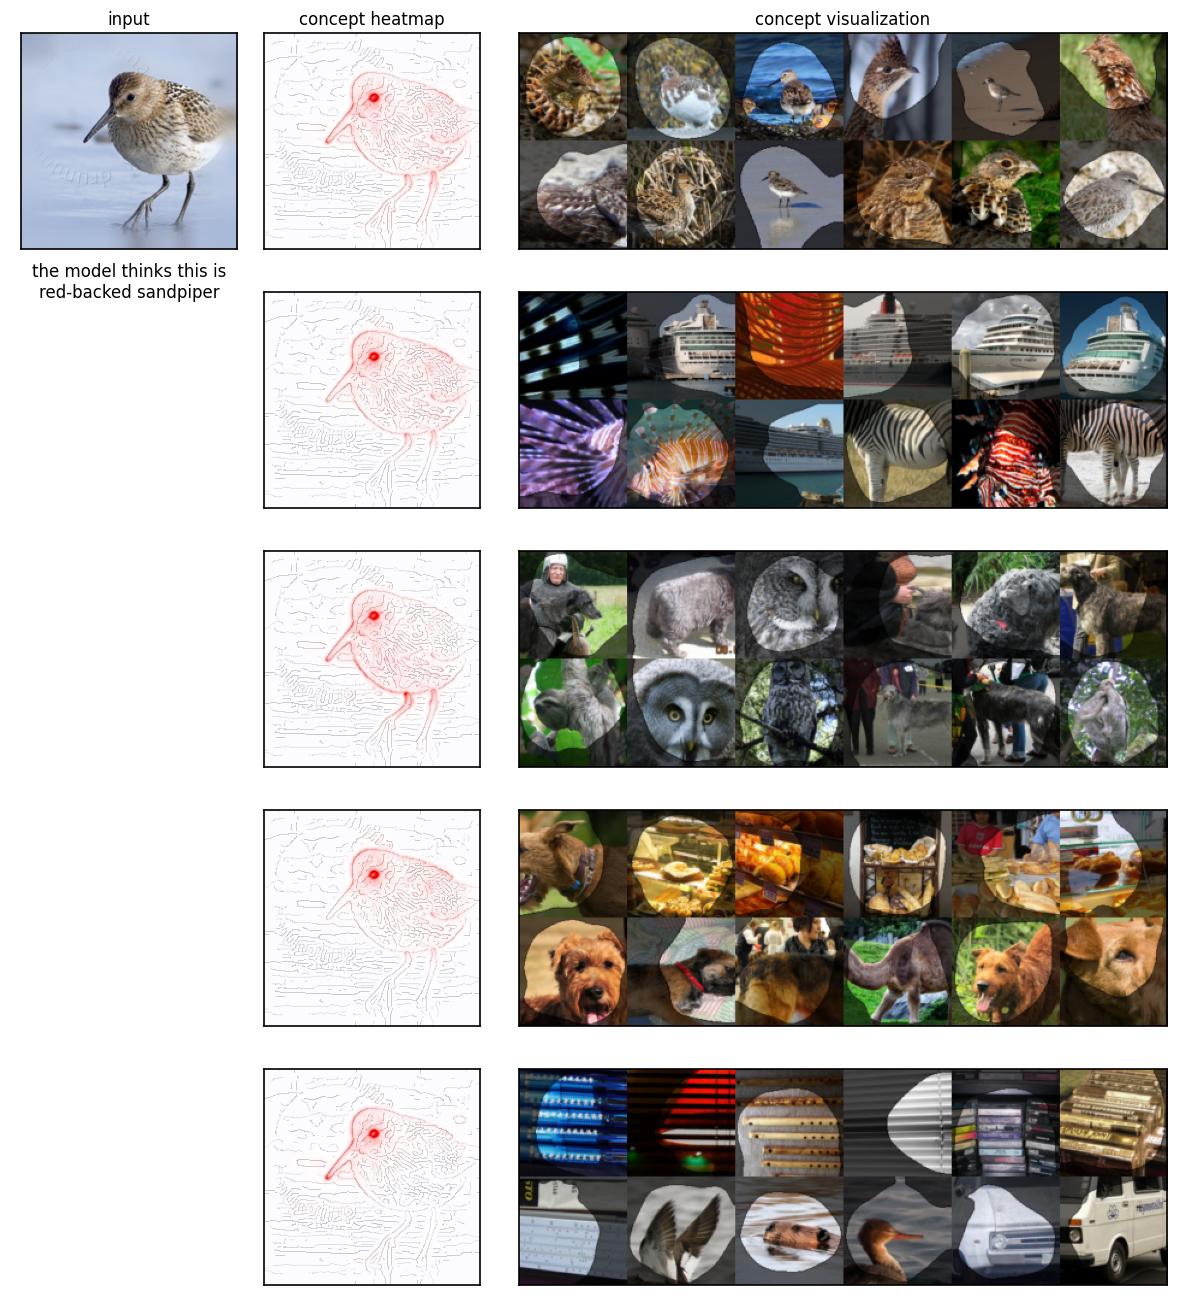 input
concept heatmap
concept visualization
the model thinks this is
red-backed sandpiper